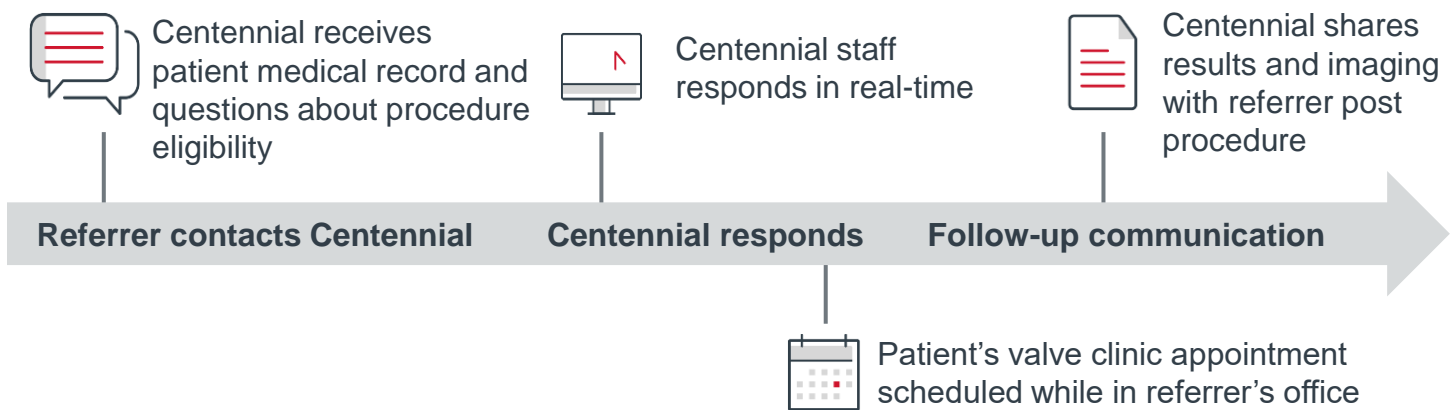 Centennial receives
patient medical record and
questions about procedure
eligibility
Centennial staff
responds in real-time
Centennial shares
results and imaging
with referrer post
procedure
Referrer contacts Centennial
Centennial responds
Follow-up communication
Patient’s valve clinic appointment
scheduled while in referrer’s office